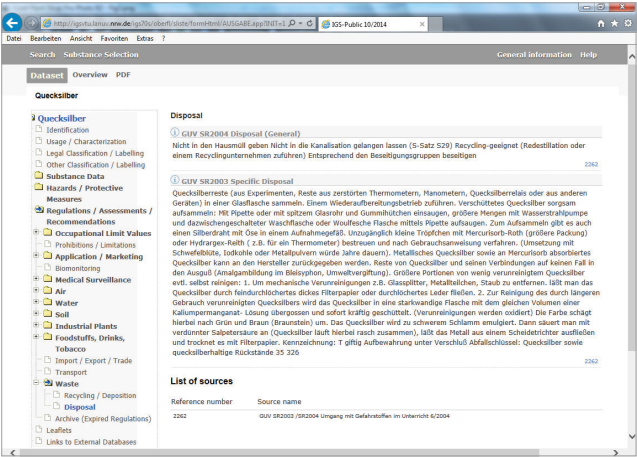 http://igsvtu.lanuv.nrw.de/igs70s/oberfl/sliste/formHtml/AUSGABE.app?INIT=1
IGS-Public 10/2014
Datei Bearbeiten Ansicht Favoriten Extras ?
Search Substance Selection General information Help
Dataset Overview PDF
Quecksilber
Quecksilber
Identification
Usage / Characterization
Legal Classification / Labelling
Other Classification / Labelling
Substance Data
Hazards / Protective
Measures
Regulations / Assessments /
Recommendations
Occupational Limit Values
Prohibitions / Limitations
Application / Marketing
Biomonitoring
Medical Surveillance
Air
Water
Soil
Industrial Plants
Foodstuffs, Drinks,
Tobacco
Import / Export / Trade
Transport
Waste
Recycling / Deposition
Disposal
Archive (Expired Regulations)
Leaflets
Links to External Databases
Disposal
GUV SR2004 Disposal (General)
Nicht in den Hausmüll geben Nicht in die Kanalisation gelangen lassen (S-Satz S29) Recycling-geeignet (Redestillation oder
einem Recyclingunternehmen zuführen) Entsprechend den Beseitigungsgruppen beseitigen
2262
GUV SR2003 Specific Disposal
Quecksilberreste (aus Experimenten, Reste aus zerstörten Thermometern, Manometern, Quecksilberrelais oder aus anderen
Geräten) in einer Glasflasche sammeln. Einem Wiederaufbereitungsbetrieb zuführen. Verschüttetes Quecksilber sorgsam
aufsammeln: Mit Pipette oder mit spitzem Glasrohr und Gummihütchen einsaugen, größere Mengen mit Wasserstrahlpumpe
und dazwischengeschalteter Waschflasche oder Woulfesche Flasche mittels Pipette aufsaugen. Zum Aufsammeln gibt es auch
einen Silberdraht mit Öse in einem Aufnahmegefäß. Unzugänglich kleine Tröpfchen mit Mercurisorb-Roth (größere Packung)
oder Hydrargex-Reith ( z.B. für ein Thermometer) bestreuen und nach Gebrauchsanweisung verfahren. (Umsetzung mit
Schwefelblüte, Iodkohle oder Metallpulvern würde Jahre dauern). Metallisches Quecksilber sowie an Mercurisorb absorbiertes
Quecksilber kann an den Hersteller zurückgegeben werden. Reste von Quecksilber und seinen Verbindungen auf keinen Fall in
den Ausguß (Amalgambildung im Bleisyphon, Umweltvergiftung). Größere Portionen von wenig verunreinigtem Quecksilber
evtl. selbst reinigen: 1. Um mechanische Verunreinigungen z.B. Glassplitter, Metallteilchen, Staub zu entfernen. läßt man das
Quecksilber durch feindurchlöchertes dickes Filterpapier oder durchlöchertes Leder fließen. 2. Zur Reinigung des durch längeren
Gebrauch verunreinigten Quecksilbers wird das Quecksilber in eine starkwandige Flasche mit dem gleichen Volumen einer
Kaliumpermanganat- Lösung übergossen und sofort kräftig geschüttelt. (Verunreinigungen werden oxidiert) Die Farbe schägt
hierbei nach Grün und Braun (Braunstein) um. Das Quecksilber wird zu schwerem Schlamm emulgiert. Dann säuert man mit
verdünnter Salpetersäure an (Quecksilber läuft hierbei rasch zusammen), läßt das Metall aus einem Scheidetrichter ausfließen
und trocknet es mit Filterpapier. Kennzeichnung: T giftig Aufbewahrung unter Verschluß Abfallschlüssel: Quecksilber sowie
quecksilberhaltige Rückstände 35 326
2262
List of sources
Reference number Source name
2262 GUV SR2003 /SR2004 Umgang mit Gefahrstoffen im Unterricht 6/2004